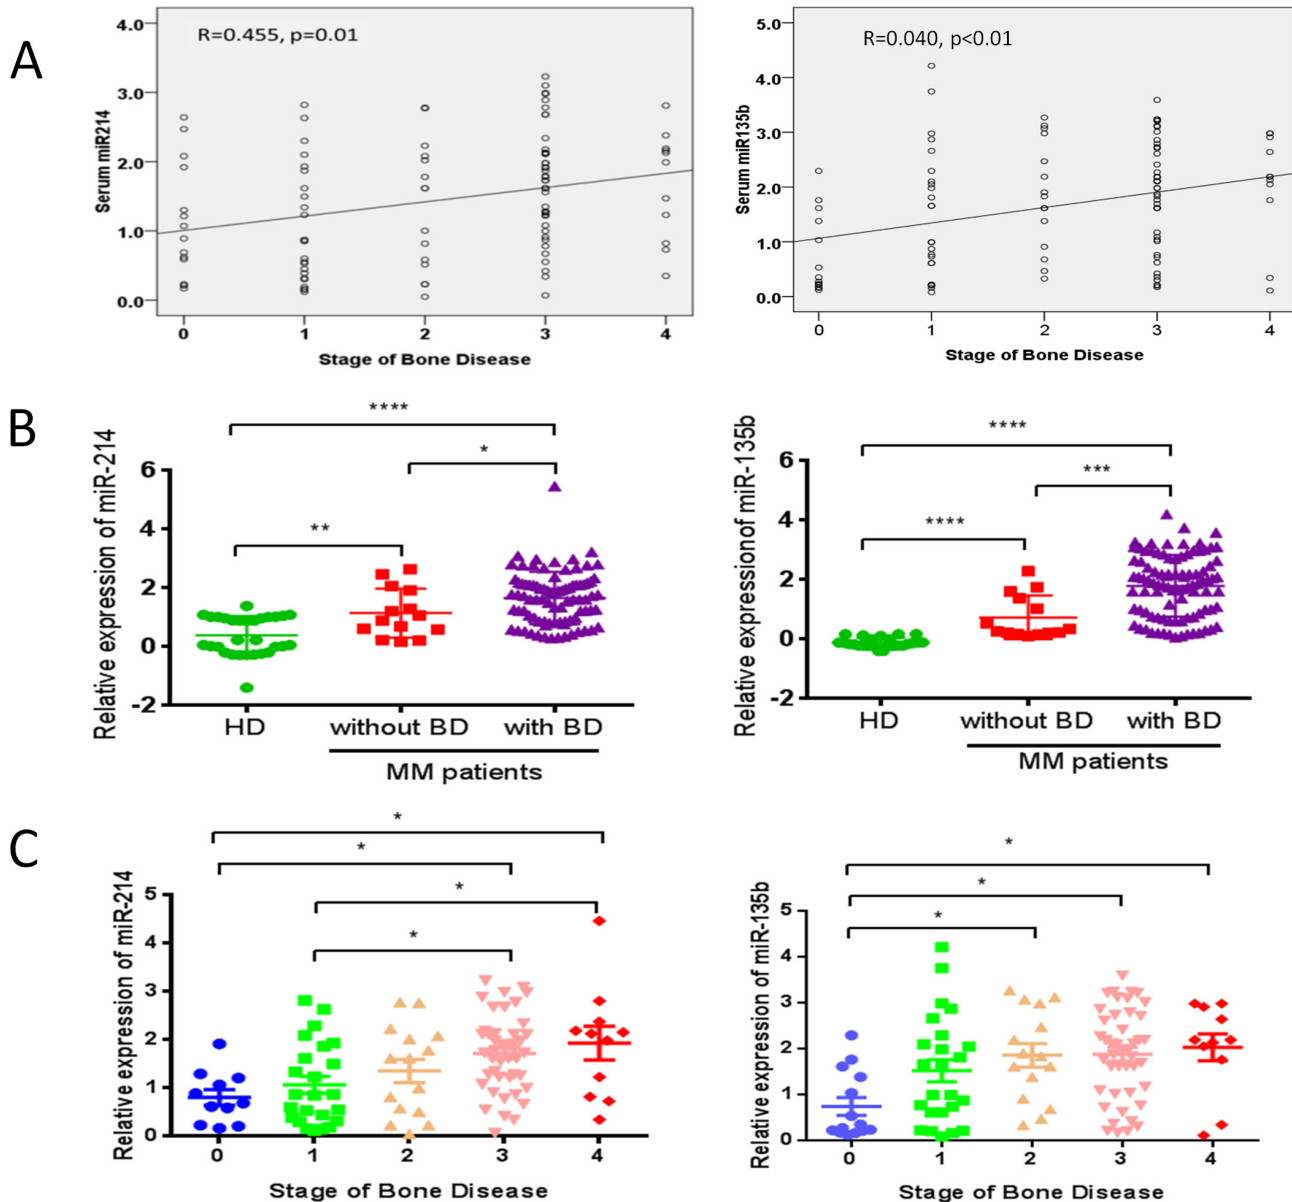 A
R=0.455, p=0.01
Serum miR214
4.0
3.0
2.0
1.0
0.0
0 1 2 3 4
Stage of Bone Disease
R=0.040, p<0.01
Serum miR135b
5.0
4.0
3.0
2.0
1.0
0.0
0 1 2 3 4
Stage of Bone Disease
B
Relative expression of miR-214
6
4
2
0
-2
****
*
**
HD without BD with BD
MM patients
Relative expression of miR-135b
6
4
2
0
-2
****
***
****
HD without BD with BD
MM patients
C
Relative expression of miR-214
5
4
3
2
1
0
*
*
*
*
0 1 2 3 4
Stage of Bone Disease
Relative expression of miR-135b
5
4
3
2
1
0
*
*
*
0 1 2 3 4
Stage of Bone Disease